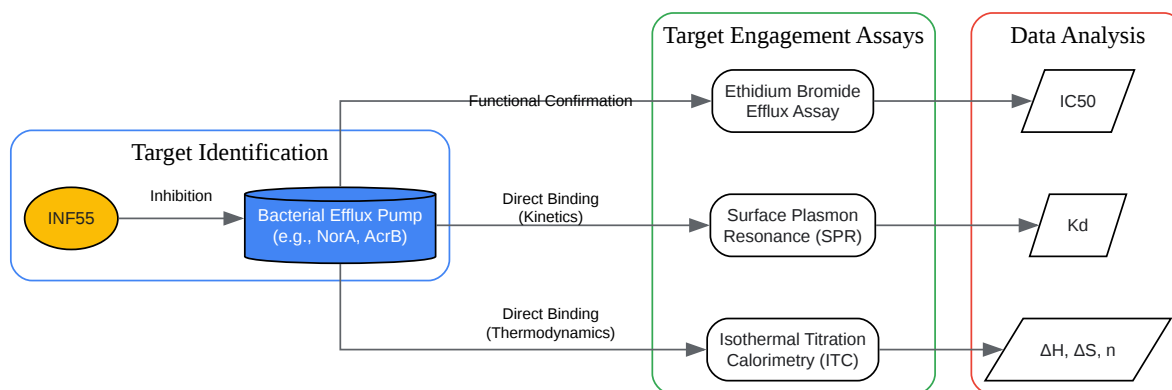 Target Engagement Assays
Data Analysis
Functional Confirmation
Ethidium Bromide
Efflux Assay
IC50
Target Identification
INF55
Inhibition
Bacterial Efflux Pump
(e.g., NorA, AcrB)
Direct Binding
(Kinetics)
Surface Plasmon
Resonance (SPR)
Kd
Direct Binding
(Thermodynamics)
Isothermal Titration
Calorimetry (ITC)
ΔH, ΔS, n